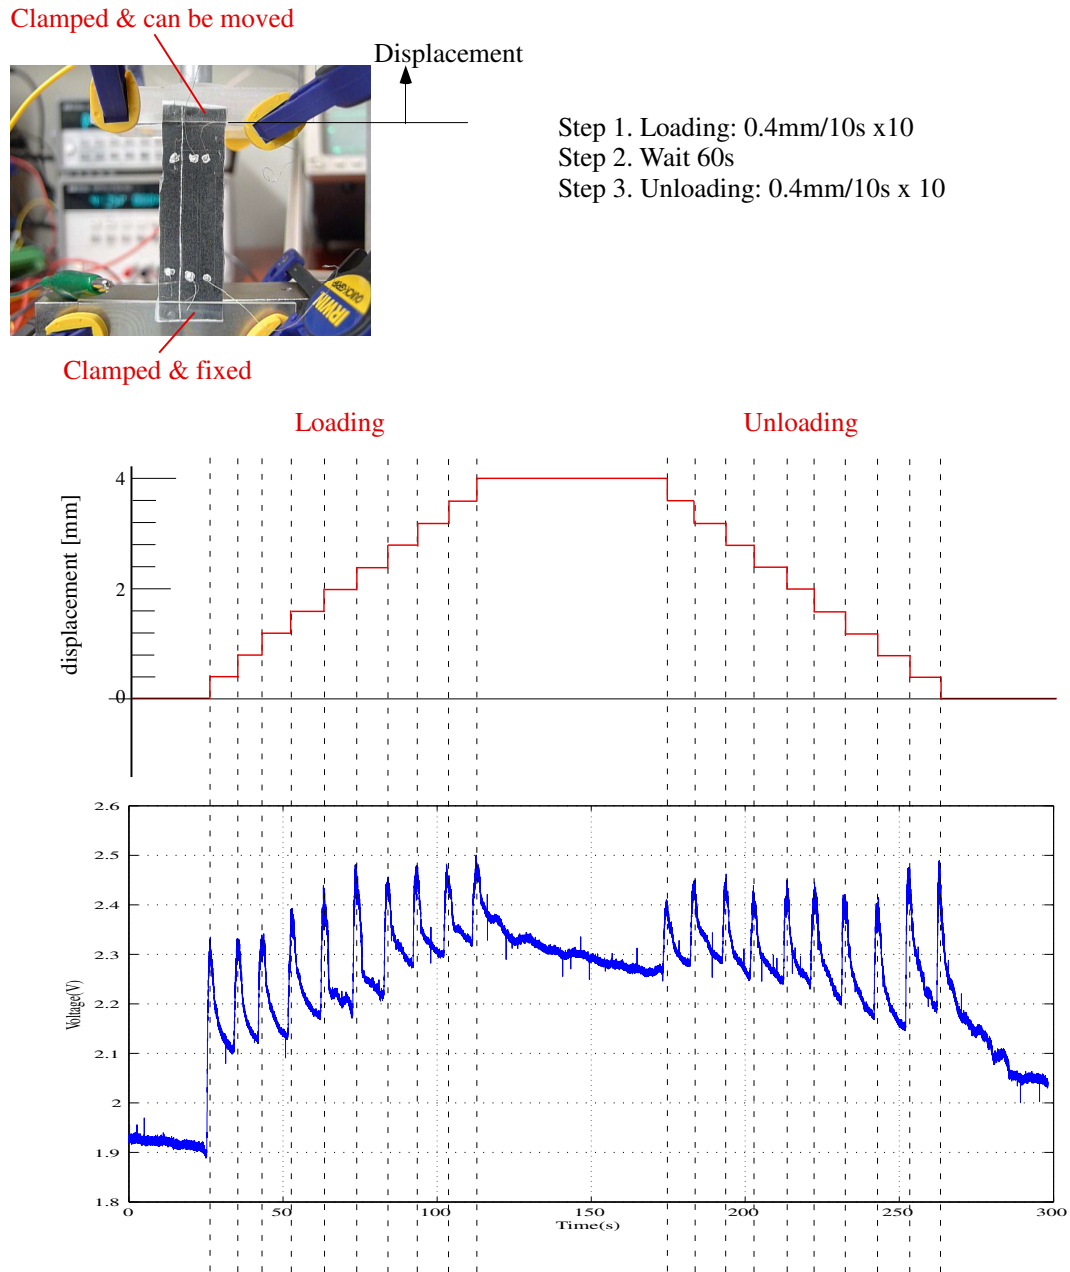 Clamped & can be moved
Displacement
Step 1. Loading: 0.4mm/10s x10
Step 2. Wait 60s
Step 3. Unloading: 0.4mm/10s x 10
QUICK-GRIP
IRWIN
Clamped & fixed
Loading
Unloading
4
2
0
displacement [mm]
2.6
2.5
2.4
2.3
2.2
2.1
2
1.9
1.8
Voltage(V)
0
50
100
150
200
250
300
Time(s)